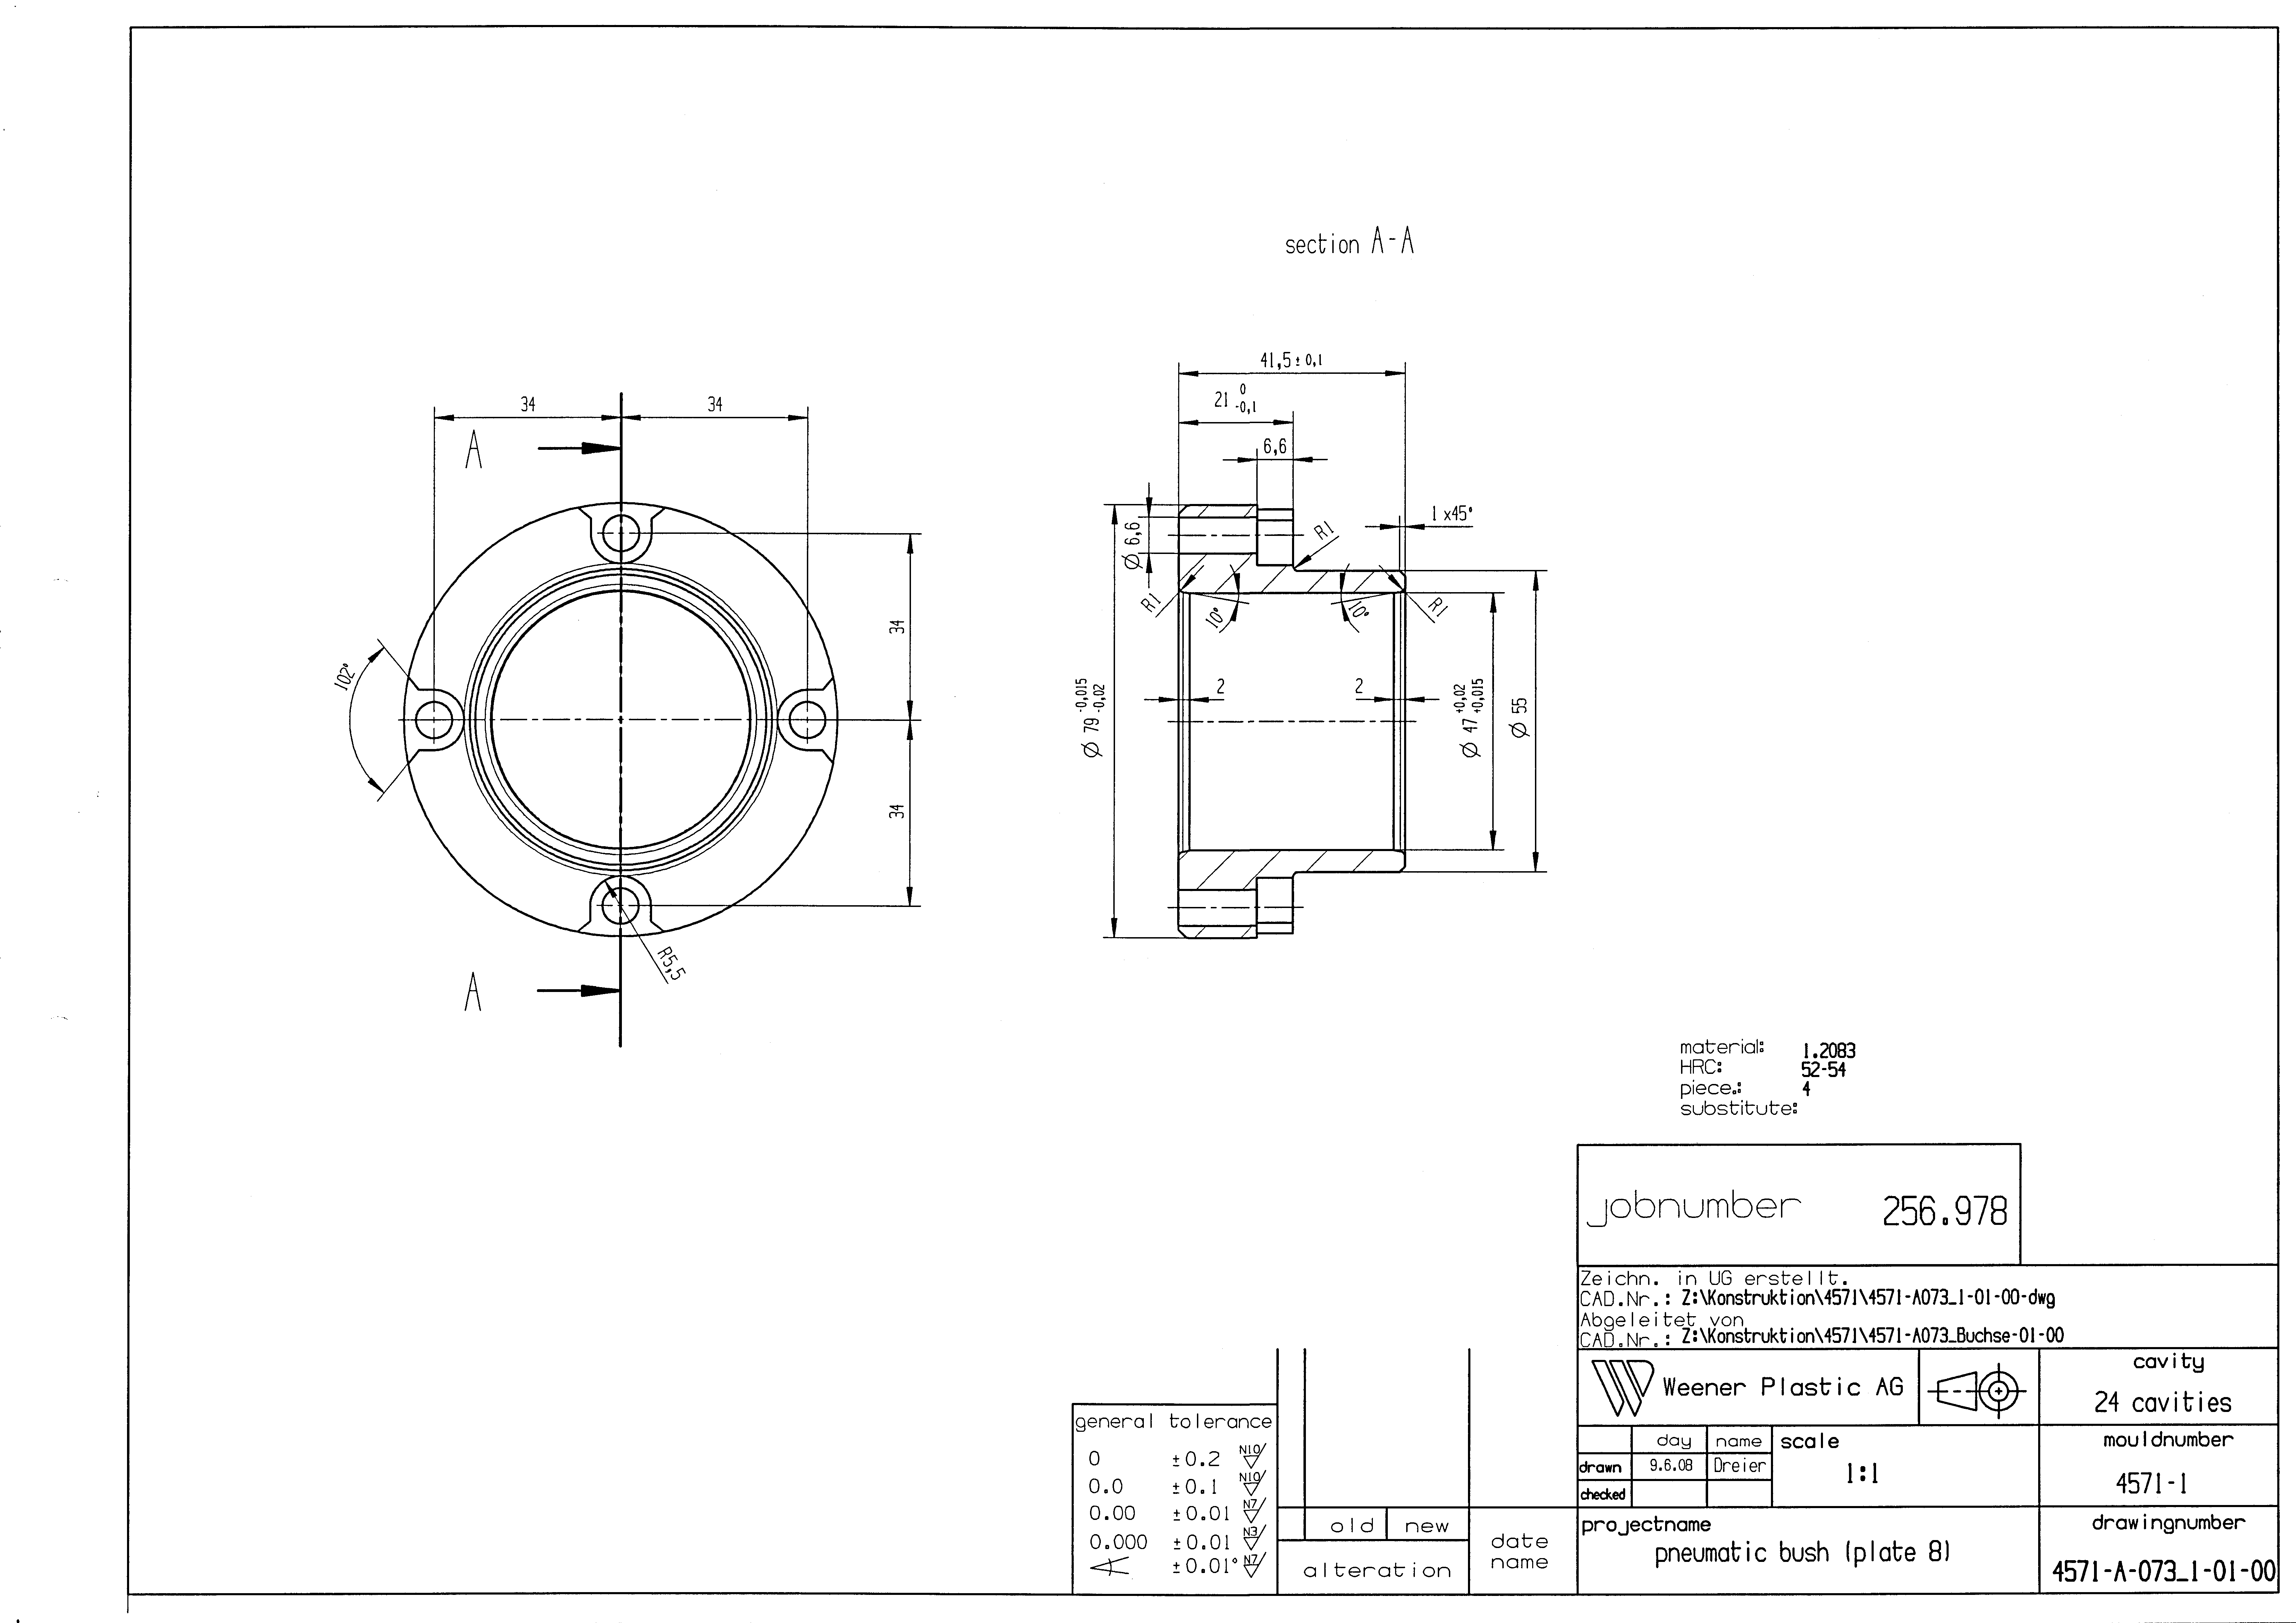 section A-A
41,5 ± 0,1
34
34
21 0 -0,1
A
6,6
1 x45°
Ø 6,6
R1
R1
10°
10°
R1
34
102°
2
2
Ø 79 -0,015 -0,02
Ø 47 +0,02 +0,015
Ø 55
34
R5,5
A
material: 1.2083
HRC: 52-54
piece.: 4
substitute:
jobnumber 256.978
Zeichn. in UG erstellt.
CAD.Nr.: Z:\Konstruktion\4571\4571-A073_1-01-00-dwg
Abgeleitet von
CAD.Nr.: Z:\Konstruktion\4571\4571-A073_Buchse-01-00
Weener Plastic AG
cavity
24 cavities
day name scale
drawn 9.6.08 Dreier 1:1
checked
mouldnumber
4571-1
general tolerance
0 ±0.2 N10
0.0 ±0.1 N10
0.00 ±0.01 N7
0.000 ±0.01 N3
±0.01° N7
old new
alteration
date
name
projectname
pneumatic bush (plate 8)
drawingnumber
4571-A-073_1-01-00